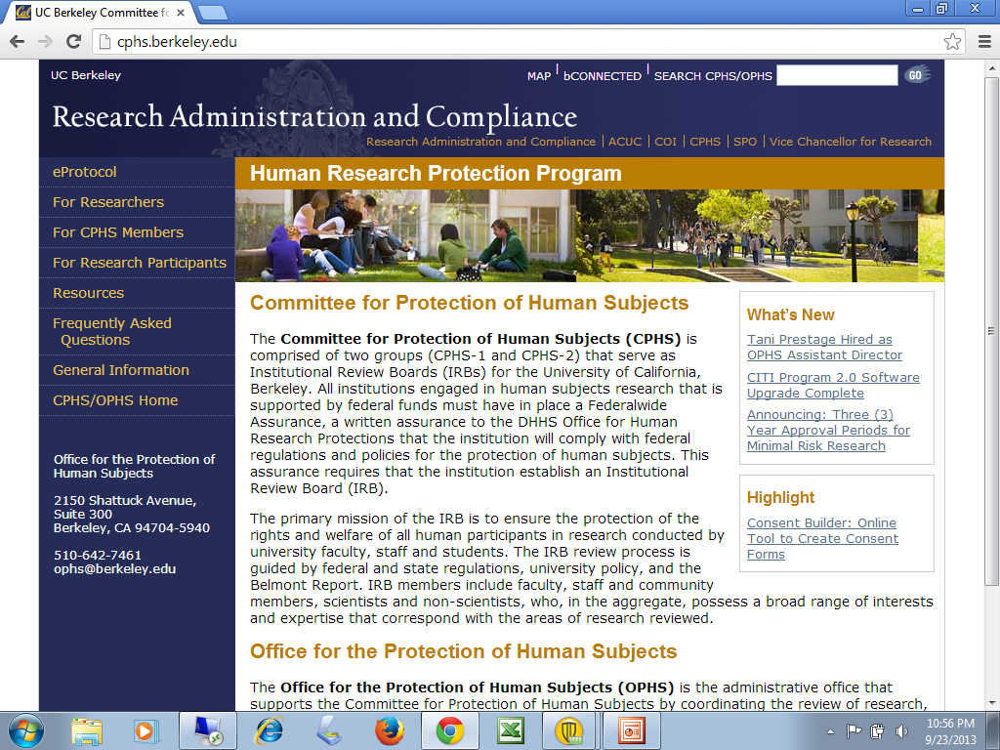 UC Berkeley Committee fo
cphs.berkeley.edu
UC Berkeley
MAP | bCONNECTED | SEARCH CPHS/OPHS GO
Research Administration and Compliance
Research Administration and Compliance | ACUC | COI | CPHS | SPO | Vice Chancellor for Research
eProtocol
For Researchers
For CPHS Members
For Research Participants
Resources
Frequently Asked
Questions
General Information
CPHS/OPHS Home
Office for the Protection of
Human Subjects
2150 Shattuck Avenue,
Suite 300
Berkeley, CA 94704-5940
510-642-7461
ophs@berkeley.edu
Human Research Protection Program
Committee for Protection of Human Subjects
The Committee for Protection of Human Subjects (CPHS) is
comprised of two groups (CPHS-1 and CPHS-2) that serve as
Institutional Review Boards (IRBs) for the University of California,
Berkeley. All institutions engaged in human subjects research that is
supported by federal funds must have in place a Federalwide
Assurance, a written assurance to the DHHS Office for Human
Research Protections that the institution will comply with federal
regulations and policies for the protection of human subjects. This
assurance requires that the institution establish an Institutional
Review Board (IRB).
The primary mission of the IRB is to ensure the protection of the
rights and welfare of all human participants in research conducted by
university faculty, staff and students. The IRB review process is
guided by federal and state regulations, university policy, and the
Belmont Report. IRB members include faculty, staff and community
members, scientists and non-scientists, who, in the aggregate, possess a broad range of interests
and expertise that correspond with the areas of research reviewed.
Office for the Protection of Human Subjects
The Office for the Protection of Human Subjects (OPHS) is the administrative office that
supports the Committee for Protection of Human Subjects by coordinating the review of research,
What's New
Tani Prestage Hired as
OPHS Assistant Director
CITI Program 2.0 Software
Upgrade Complete
Announcing: Three (3)
Year Approval Periods for
Minimal Risk Research
Highlight
Consent Builder: Online
Tool to Create Consent
Forms
10:56 PM
9/23/2013